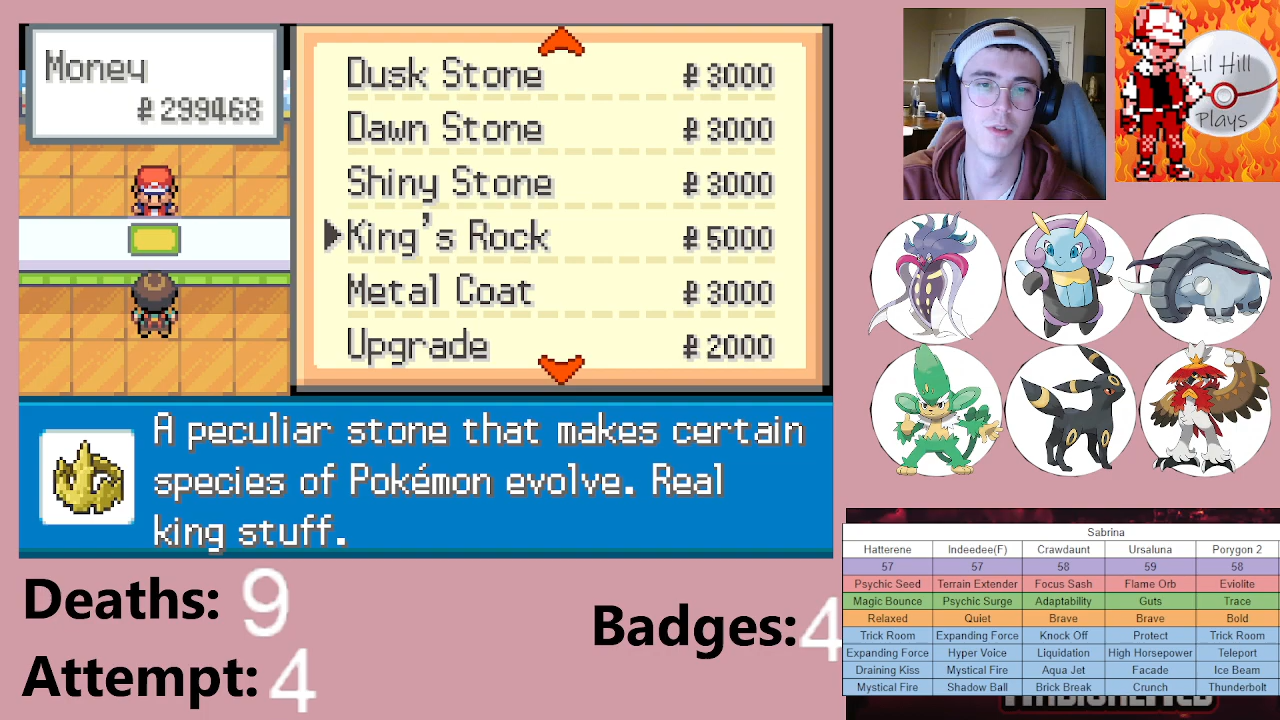 Money
₽ 299468
Dusk Stone ₽ 3000
Dawn Stone ₽ 3000
Shiny Stone ₽ 3000
King's Rock ₽ 5000
Metal Coat ₽ 3000
Upgrade ₽ 2000
A peculiar stone that makes certain
species of Pokémon evolve. Real
king stuff.
Lil Hill
Plays
Deaths: 9
Attempt: 4
Badges: 4
Sabrina
Hatterene Indeedee(F) Crawdaunt Ursaluna Porygon 2
57 57 58 59 58
Psychic Seed Terrain Extender Focus Sash Flame Orb Eviolite
Magic Bounce Psychic Surge Adaptability Guts Trace
Relaxed Quiet Brave Brave Bold
Trick Room Expanding Force Knock Off Protect Trick Room
Expanding Force Hyper Voice Liquidation High Horsepower Teleport
Draining Kiss Mystical Fire Aqua Jet Facade Ice Beam
Mystical Fire Shadow Ball Brick Break Crunch Thunderbolt